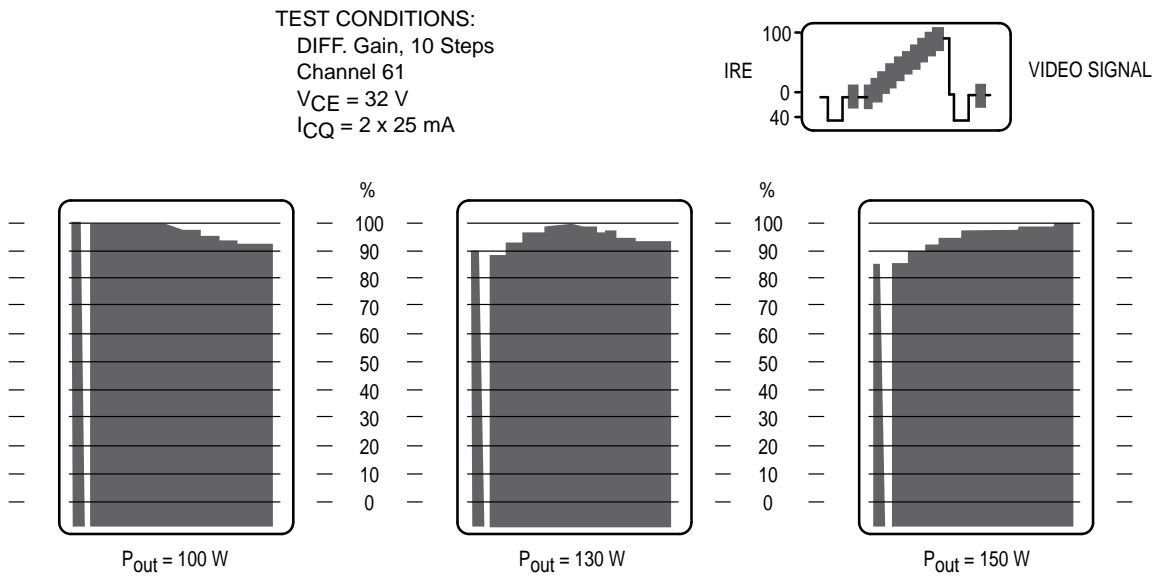 TEST CONDITIONS:
DIFF. Gain, 10 Steps
Channel 61
VCE = 32 V
ICQ = 2 x 25 mA
100
IRE
VIDEO SIGNAL
0
40
%
%
100
100
90
90
80
80
70
70
60
60
50
50
40
40
30
30
20
20
10
10
0
0
Pout = 100 W
Pout = 130 W
Pout = 150 W